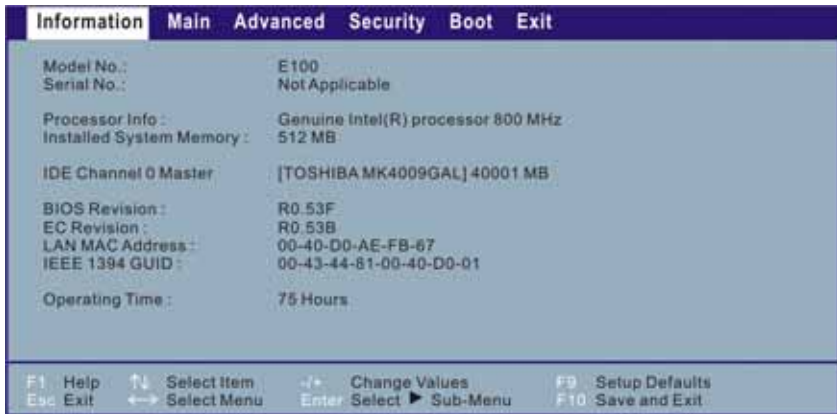 Information Main Advanced Security Boot Exit
Model No.: E100
Serial No.: Not Applicable
Processor Info : Genuine Intel(R) processor 800 MHz
Installed System Memory : 512 MB
IDE Channel 0 Master [TOSHIBA MK4009GAL] 40001 MB
BIOS Revision : R0.53F
EC Revision : R0.53B
LAN MAC Address : 00-40-D0-AE-FB-67
IEEE 1394 GUID : 00-43-44-81-00-40-D0-01
Operating Time : 75 Hours
F1 Help ↑↓ Select Item -/+ Change Values F9 Setup Defaults
Esc Exit ←→ Select Menu Enter Select ▶ Sub-Menu F10 Save and Exit